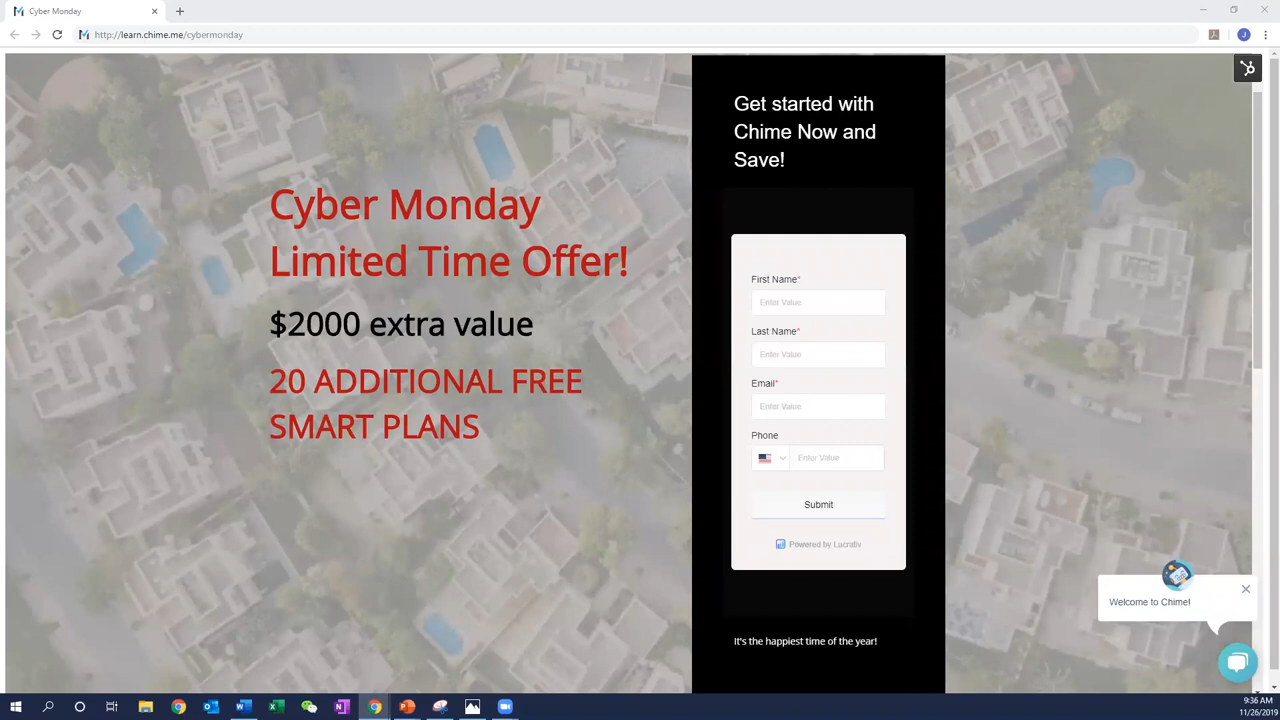 Cyber Monday
http://learn.chime.me/cybermonday
J
Cyber Monday
Limited Time Offer!
$2000 extra value
20 ADDITIONAL FREE
SMART PLANS
Get started with
Chime Now and
Save!
First Name*
Enter Value
Last Name*
Enter Value
Email*
Enter Value
Phone
Enter Value
Submit
Powered by Lucrativ
It's the happiest time of the year!
Welcome to Chime!
9:36 AM
11/26/2019